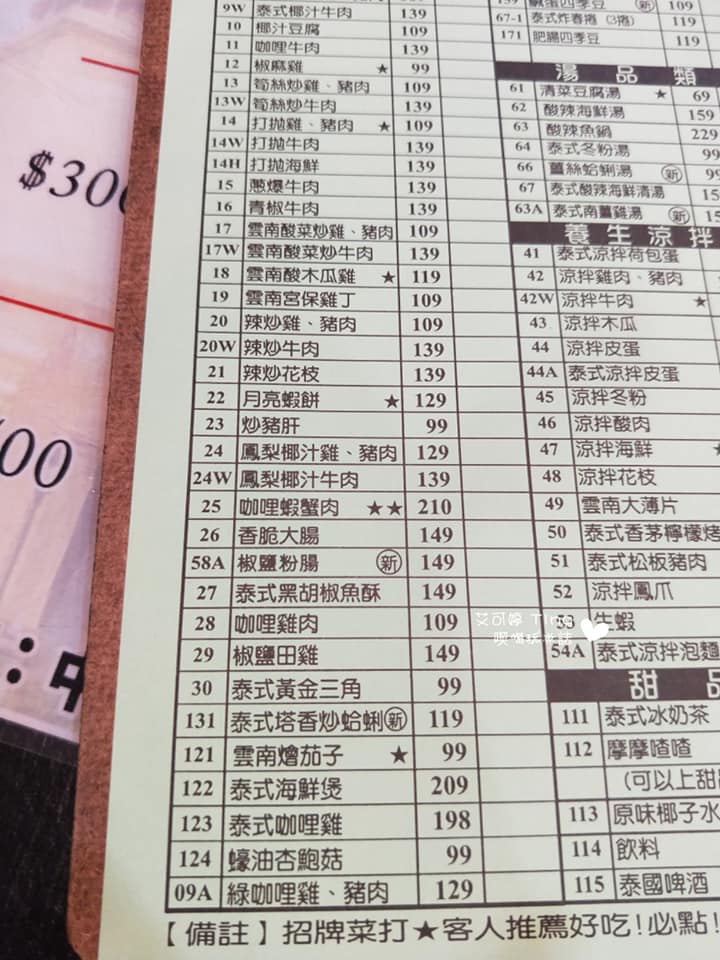 9W 泰式椰汁牛肉 139
10 椰汁豆腐 109
11 咖哩牛肉 139
12 椒麻雞 ★ 99
13 筍絲炒雞、豬肉 109
13W 筍絲炒牛肉 139
14 打拋雞、豬肉 ★ 109
14W 打拋牛肉 139
14H 打拋海鮮 139
15 蔥爆牛肉 139
16 青椒牛肉 139
17 雲南酸菜炒雞、豬肉 109
17W 雲南酸菜炒牛肉 139
18 雲南酸木瓜雞 ★ 119
19 雲南宮保雞丁 109
20 辣炒雞、豬肉 109
20W 辣炒牛肉 139
21 辣炒花枝 139
22 月亮蝦餅 ★ 129
23 炒豬肝 99
24 鳳梨椰汁雞、豬肉 129
24W 鳳梨椰汁牛肉 139
25 咖哩蝦蟹肉 ★★ 210
26 香脆大腸 149
58A 椒鹽粉腸 新 149
27 泰式黑胡椒魚酥 149
28 咖哩雞肉 109
29 椒鹽田雞 149
30 泰式黃金三角 99
131 泰式塔香炒蛤蜊 新 119
121 雲南燴茄子 ★ 99
122 泰式海鮮煲 209
123 泰式咖哩雞 198
124 蠔油杏鮑菇 99
09A 綠咖哩雞、豬肉 129
鹹蛋四季豆 新 109
67-1 泰式炸春捲 (3捲) 119
171 肥腸四季豆 119
湯品類
61 清菜豆腐湯 ★ 69
62 酸辣海鮮湯 159
63 酸辣魚鍋 229
64 泰式冬粉湯 99
66 薑絲蛤蜊湯 新 99
67 泰式酸辣海鮮清湯
63A 泰式南薑雞湯 新
養生涼拌
41 泰式涼拌荷包蛋
42 涼拌雞肉、豬肉
42W 涼拌牛肉 ★
43 涼拌木瓜
44 涼拌皮蛋
44A 泰式涼拌皮蛋
45 涼拌冬粉
46 涼拌酸肉
47 涼拌海鮮
48 涼拌花枝
49 雲南大薄片
50 泰式香茅檸檬烤
51 泰式松板豬肉
52 涼拌鳳爪
53 生蝦
54A 泰式涼拌泡麵
甜品
111 泰式冰奶茶
112 摩摩喳喳
(可以上甜
113 原味椰子水
114 飲料
115 泰國啤酒
【備註】招牌菜打★客人推薦好吃!必點!
$300
00
艾可婷 Ting